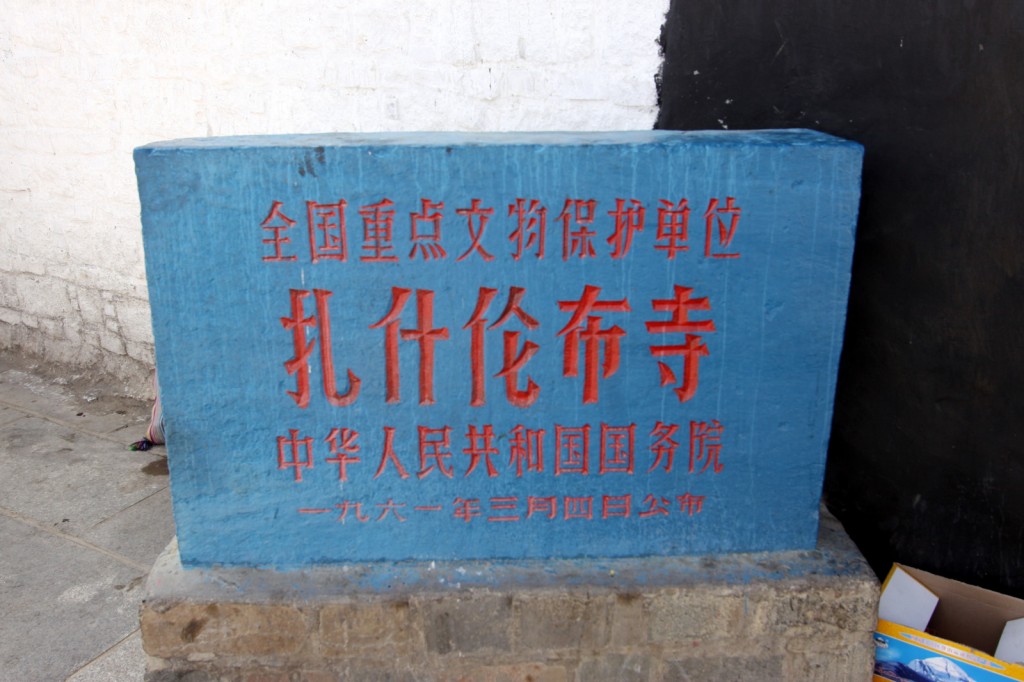 全国重点文物保护单位
扎什伦布寺
中华人民共和国国务院
一九六一年三月四日公布